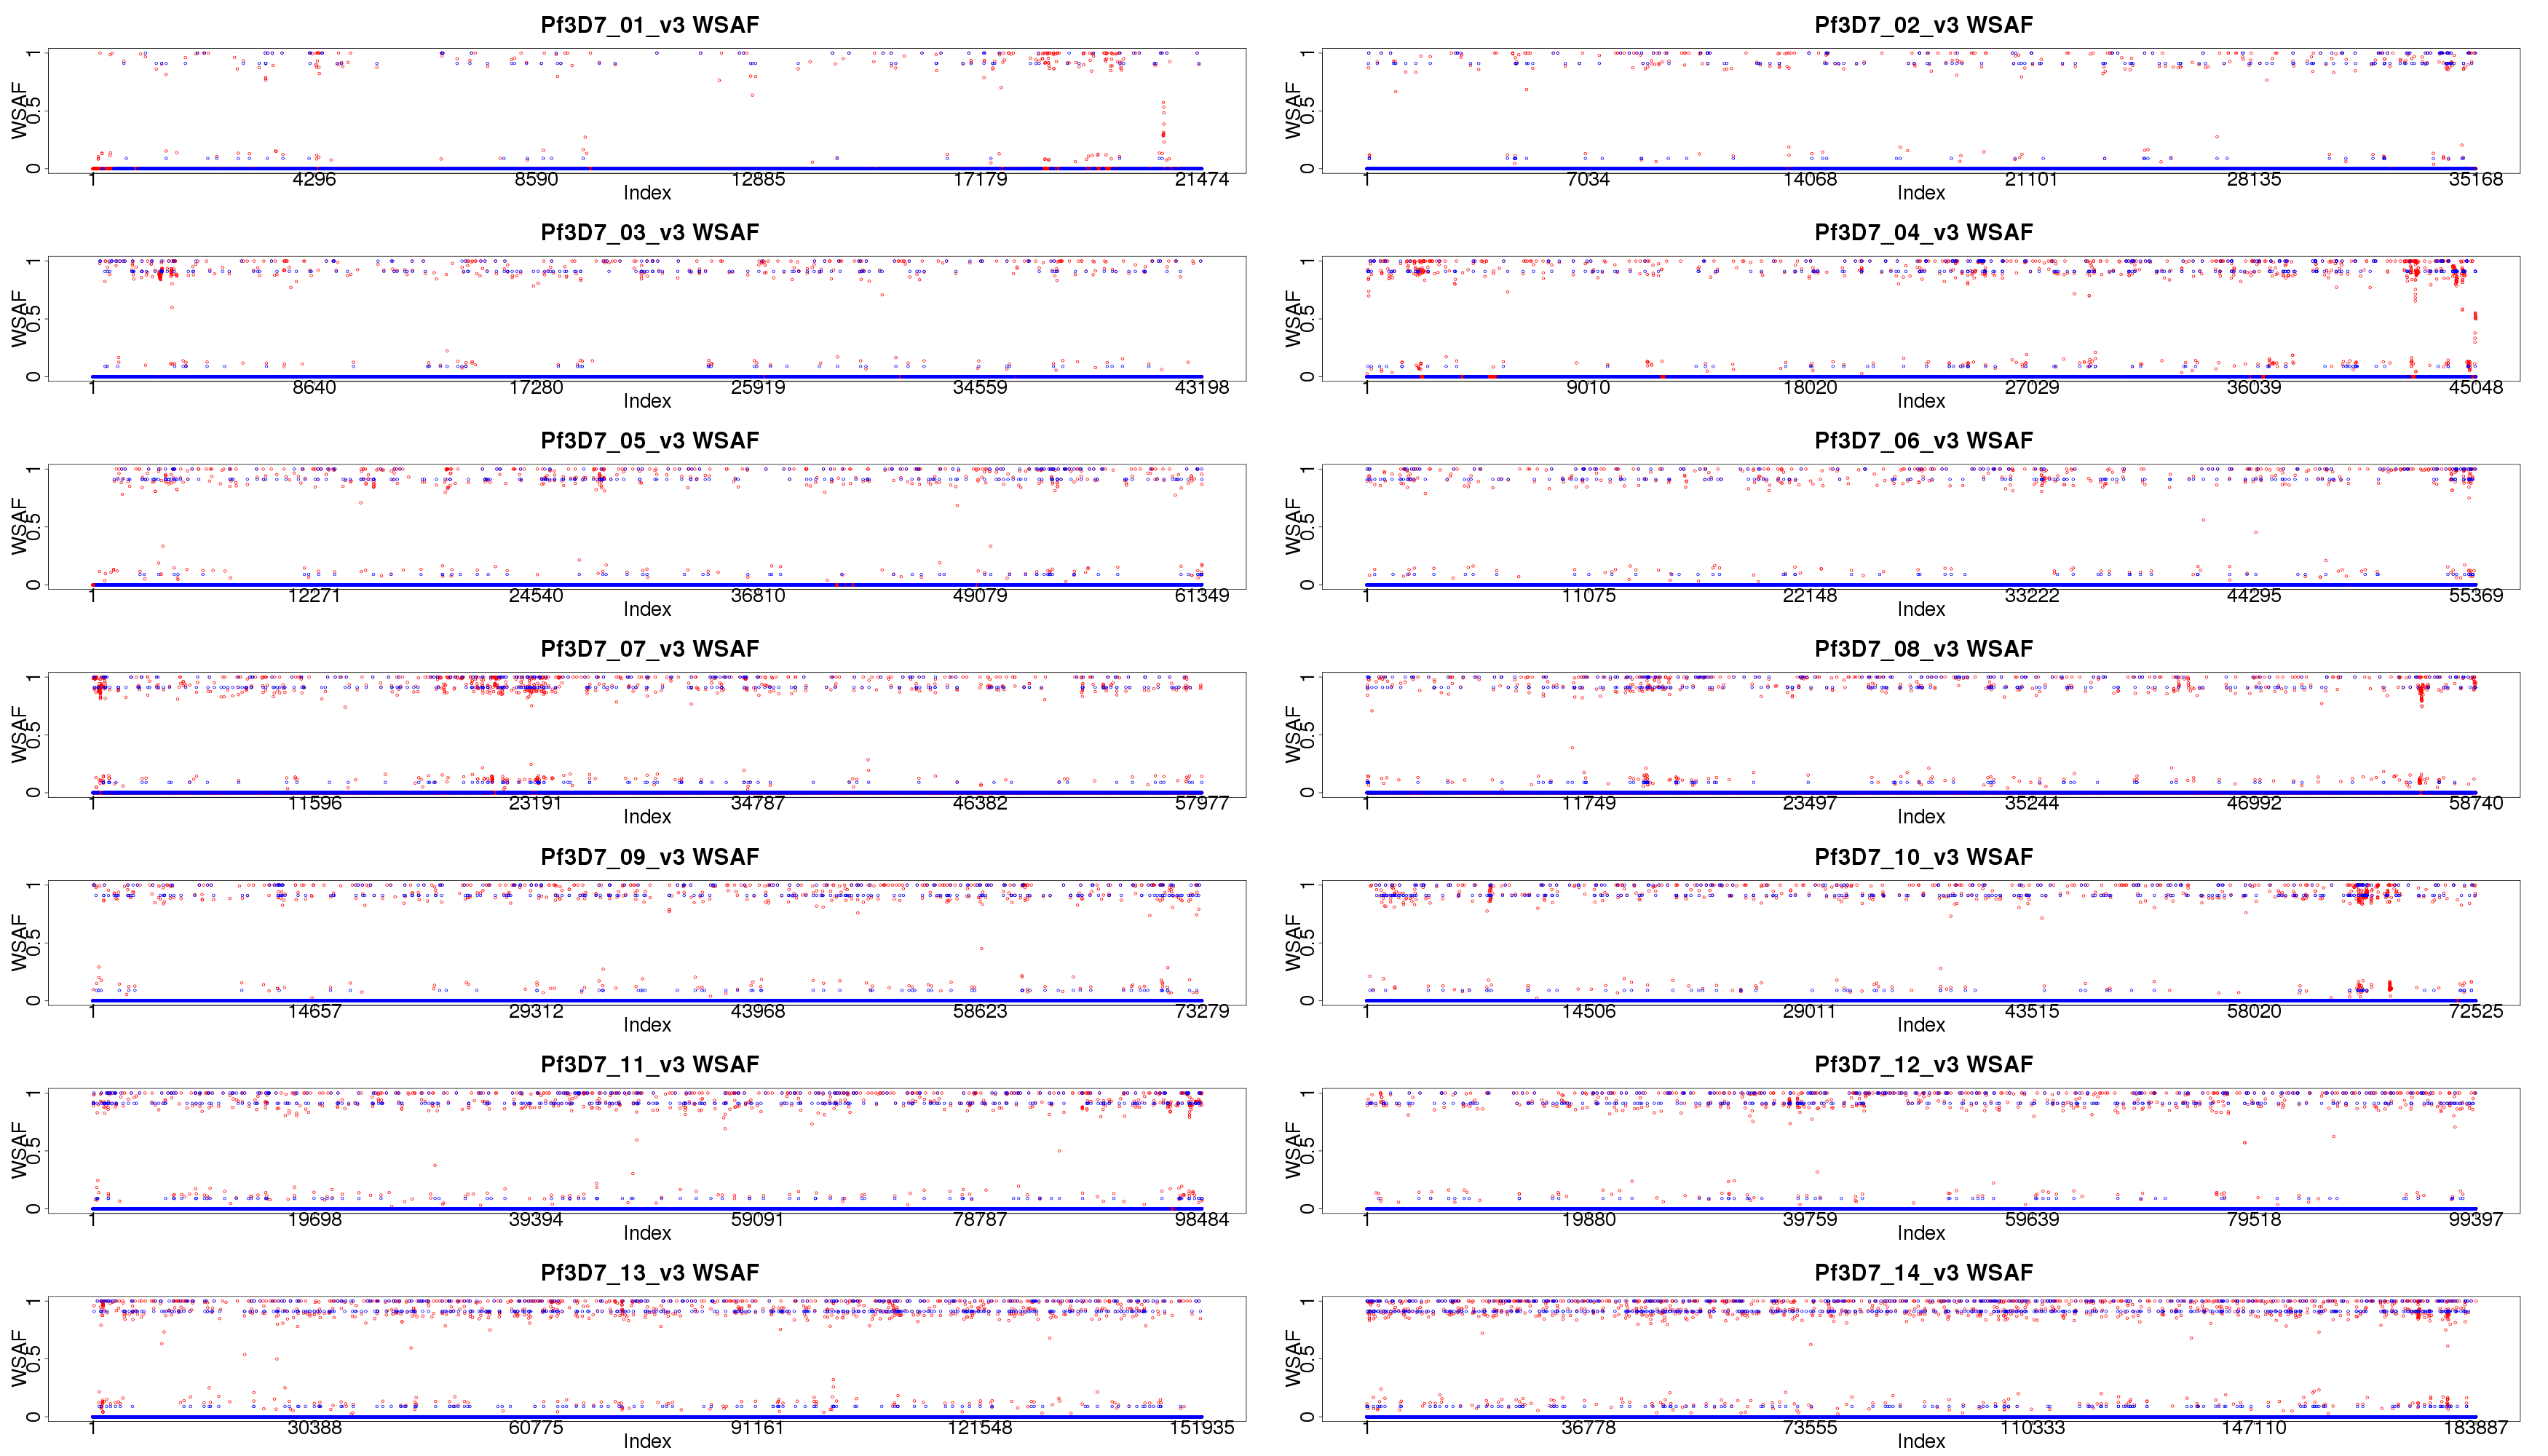 Pf3D7_01_v3 WSAF
WSAF
0 0.5 1
1 4296 8590 12885 17179 21474
Index
Pf3D7_02_v3 WSAF
WSAF
0 0.5 1
1 7034 14068 21101 28135 35168
Index
Pf3D7_03_v3 WSAF
WSAF
0 0.5 1
1 8640 17280 25919 34559 43198
Index
Pf3D7_04_v3 WSAF
WSAF
0 0.5 1
1 9010 18020 27029 36039 45048
Index
Pf3D7_05_v3 WSAF
WSAF
0 0.5 1
1 12271 24540 36810 49079 61349
Index
Pf3D7_06_v3 WSAF
WSAF
0 0.5 1
1 11075 22148 33222 44295 55369
Index
Pf3D7_07_v3 WSAF
WSAF
0 0.5 1
1 11596 23191 34787 46382 57977
Index
Pf3D7_08_v3 WSAF
WSAF
0 0.5 1
1 11749 23497 35244 46992 58740
Index
Pf3D7_09_v3 WSAF
WSAF
0 0.5 1
1 14657 29312 43968 58623 73279
Index
Pf3D7_10_v3 WSAF
WSAF
0 0.5 1
1 14506 29011 43515 58020 72525
Index
Pf3D7_11_v3 WSAF
WSAF
0 0.5 1
1 19698 39394 59091 78787 98484
Index
Pf3D7_12_v3 WSAF
WSAF
0 0.5 1
1 19880 39759 59639 79518 99397
Index
Pf3D7_13_v3 WSAF
WSAF
0 0.5 1
1 30388 60775 91161 121548 151935
Index
Pf3D7_14_v3 WSAF
WSAF
0 0.5 1
1 36778 73555 110333 147110 183887
Index